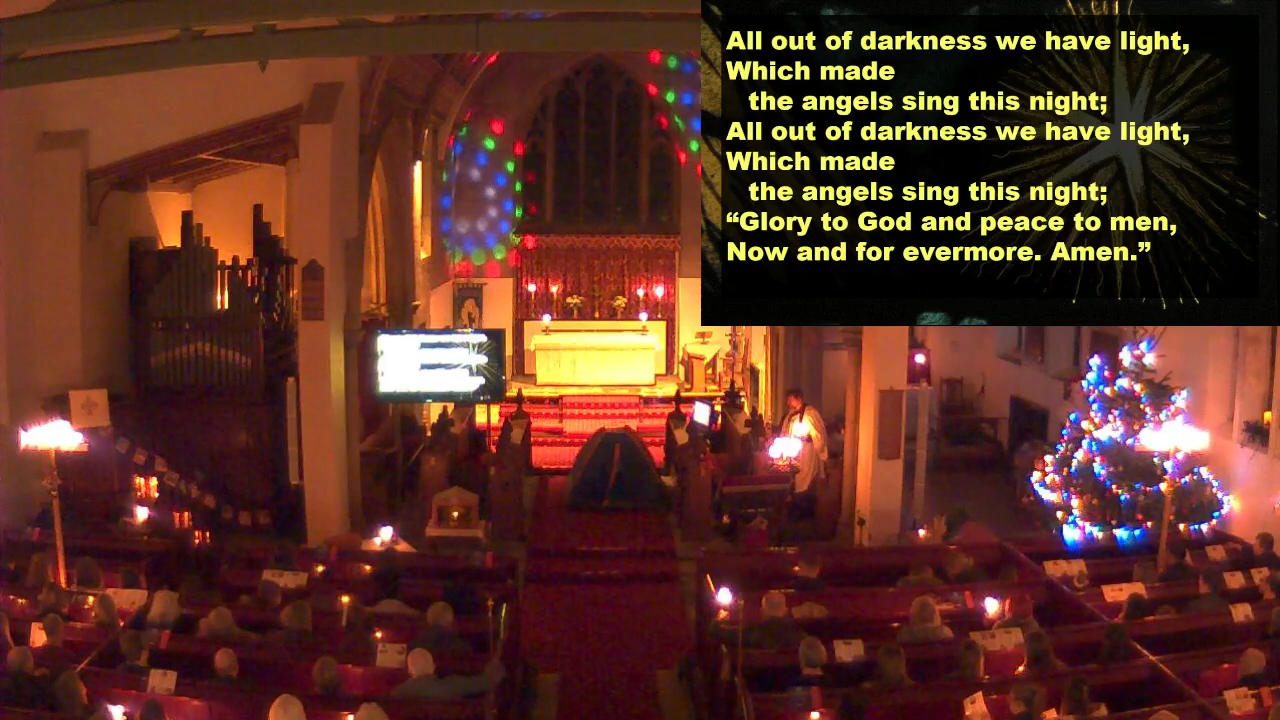 All out of darkness we have light,
Which made
the angels sing this night;
All out of darkness we have light,
Which made
the angels sing this night;
“Glory to God and peace to men,
Now and for evermore. Amen.”